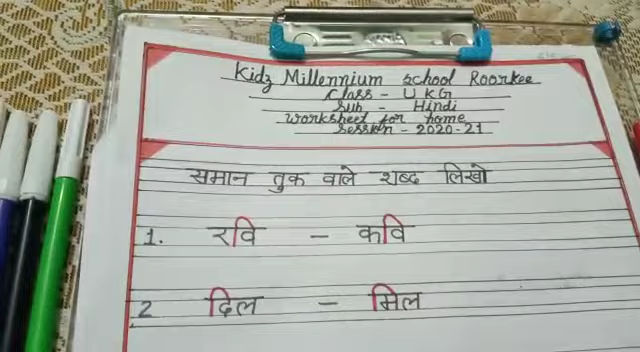 Kidz Millennium school Roorkee
Class - UKG
Sub - Hindi
Worksheet for home
Session - 2020-21
समान तुक वाले शब्द लिखो
1. रवि - कवि
2 दिल - मिल